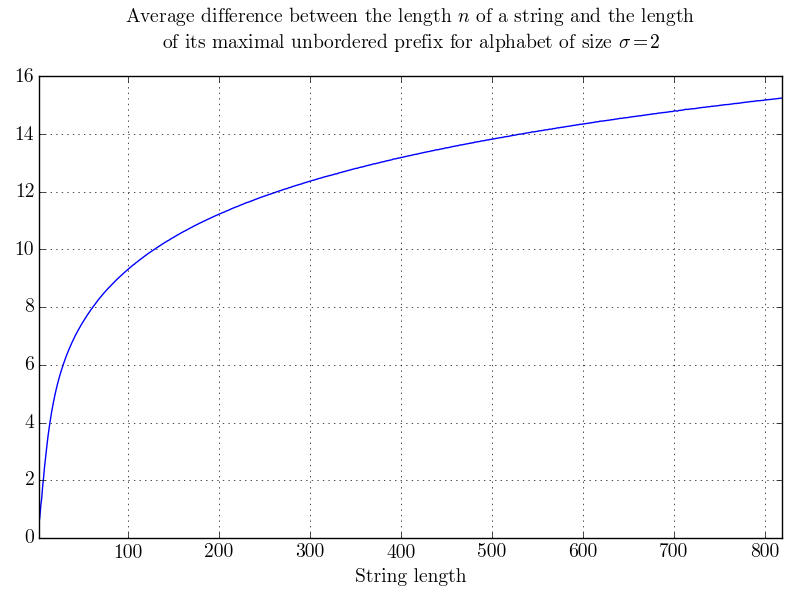 Average difference between the length n of a string and the length
of its maximal unbordered prefix for alphabet of size σ=2
16
14
12
10
8
6
4
2
0
100 200 300 400 500 600 700 800
String length